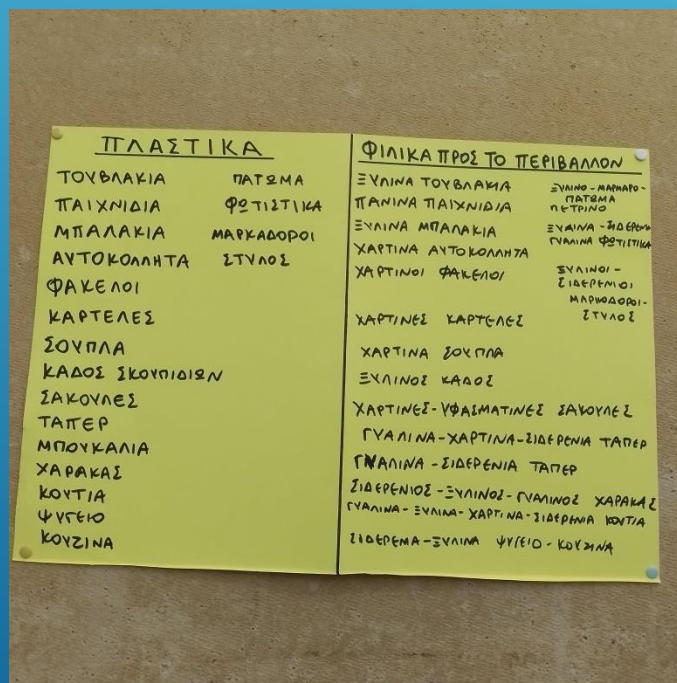 ΠΛΑΣΤΙΚΑ
ΤΟΥΒΛΑΚΙΑ ΠΑΤΩΜΑ
ΠΑΙΧΝΙΔΙΑ ΦΩΤΙΣΤΙΚΑ
ΜΠΑΛΑΚΙΑ ΜΑΡΚΑΔΟΡΟΙ
ΑΥΤΟΚΟΛΛΗΤΑ ΣΤΥΛΟΣ
ΦΑΚΕΛΟΙ
ΚΑΡΤΕΛΕΣ
ΣΟΥΠΛΑ
ΚΑΔΟΣ ΣΚΟΥΠΙΔΙΩΝ
ΣΑΚΟΥΛΕΣ
ΤΑΠΕΡ
ΜΠΟΥΚΑΛΙΑ
ΧΑΡΑΚΑΣ
ΚΟΥΤΙΑ
ΨΥΓΕΙΟ
ΚΟΥΖΙΝΑ
ΦΙΛΙΚΑ ΠΡΟΣ ΤΟ ΠΕΡΙΒΑΛΛΟΝ
ΞΥΛΙΝΑ ΤΟΥΒΛΑΚΙΑ
ΠΑΝΙΝΑ ΠΑΙΧΝΙΔΙΑ
ΞΥΛΙΝΑ ΜΠΑΛΑΚΙΑ
ΧΑΡΤΙΝΑ ΑΥΤΟΚΟΛΛΗΤΑ
ΧΑΡΤΙΝΟΙ ΦΑΚΕΛΟΙ
ΧΑΡΤΙΝΕΣ ΚΑΡΤΕΛΕΣ
ΧΑΡΤΙΝΑ ΣΟΥΠΛΑ
ΞΥΛΙΝΟΣ ΚΑΔΟΣ
ΧΑΡΤΙΝΕΣ-ΥΦΑΣΜΑΤΙΝΕΣ ΣΑΚΟΥΛΕΣ
ΓΥΑΛΙΝΑ-ΧΑΡΤΙΝΑ-ΣΙΔΕΡΕΝΙΑ ΤΑΠΕΡ
ΓΥΑΛΙΝΑ-ΣΙΔΕΡΕΝΙΑ ΤΑΠΕΡ
ΣΙΔΕΡΕΝΙΟΣ-ΞΥΛΙΝΟΣ-ΓΥΑΛΙΝΟΣ ΧΑΡΑΚΑΣ
ΓΥΑΛΙΝΑ-ΞΥΛΙΝΑ-ΧΑΡΤΙΝΑ-ΣΙΔΕΡΕΝΙΑ ΚΟΥΤΙΑ
ΣΙΔΕΡΕΜΑ-ΞΥΛΙΝΑ ΨΥΓΕΙΟ-ΚΟΥΖΙΝΑ
ΞΥΛΙΝΟ-ΜΑΡΜΑΡΟ-
ΠΑΤΩΜΑ
ΠΕΤΡΙΝΟ
ΞΥΛΙΝΑ-ΣΙΔΕΡΕΝΙΑ
ΓΥΑΛΙΝΑ ΦΩΤΙΣΤΙΚΑ
ΞΥΛΙΝΟΙ-
ΣΙΔΕΡΕΝΙΟΙ
ΜΑΡΚΟΔΟΡΟΙ-
ΣΤΥΛΟΣ